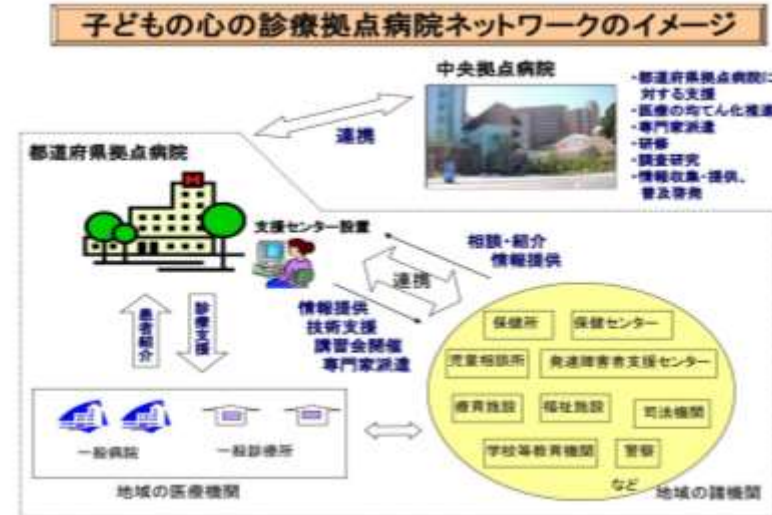 子どもの心の診療拠点病院ネットワークのイメージ
中央拠点病院
・都道府県拠点病院に
対する支援
・医療の均てん化推進
・専門家派遣
・研修
・調査研究
・情報収集・提供、
普及啓発
連携
都道府県拠点病院
支援センター設置
相談・紹介
情報提供
連携
情報提供
技術支援
講習会開催
専門家派遣
患者紹介
診療支援
保健所
保健センター
児童相談所
発達障害者支援センター
療育施設
福祉施設
司法機関
学校等教育機関
警察
など
地域の諸機関
一般病院
一般診療所
地域の医療機関